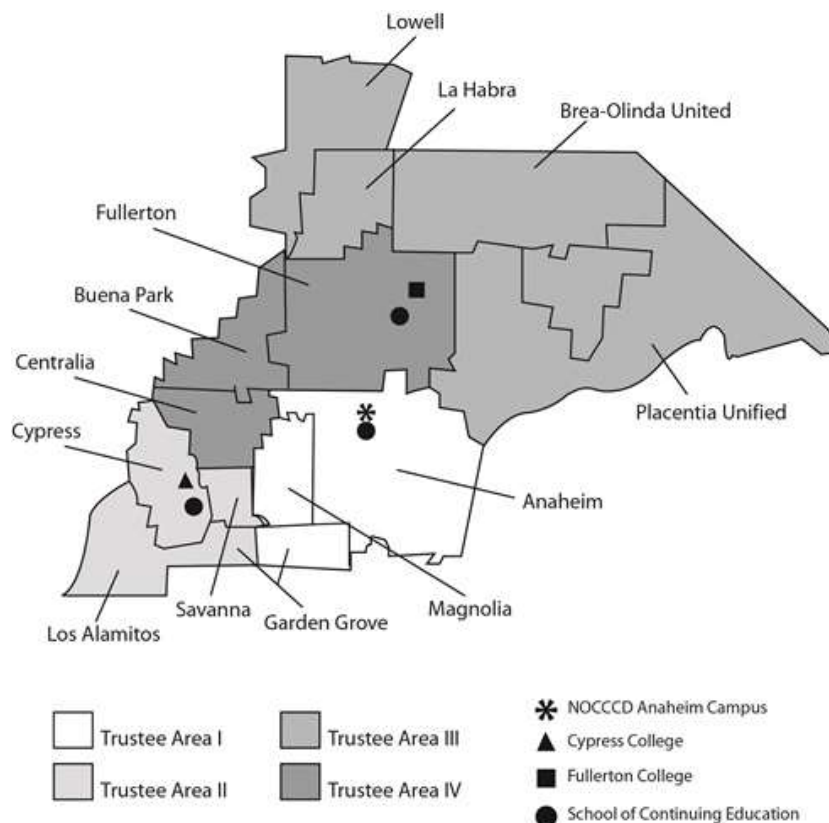 Lowell
La Habra
Brea-Olinda United
Fullerton
Buena Park
Centralia
Cypress
Placentia Unified
Anaheim
Magnolia
Savanna
Garden Grove
Los Alamitos
Trustee Area I
Trustee Area III
NOCCCD Anaheim Campus
Cypress College
Trustee Area II
Trustee Area IV
Fullerton College
School of Continuing Education